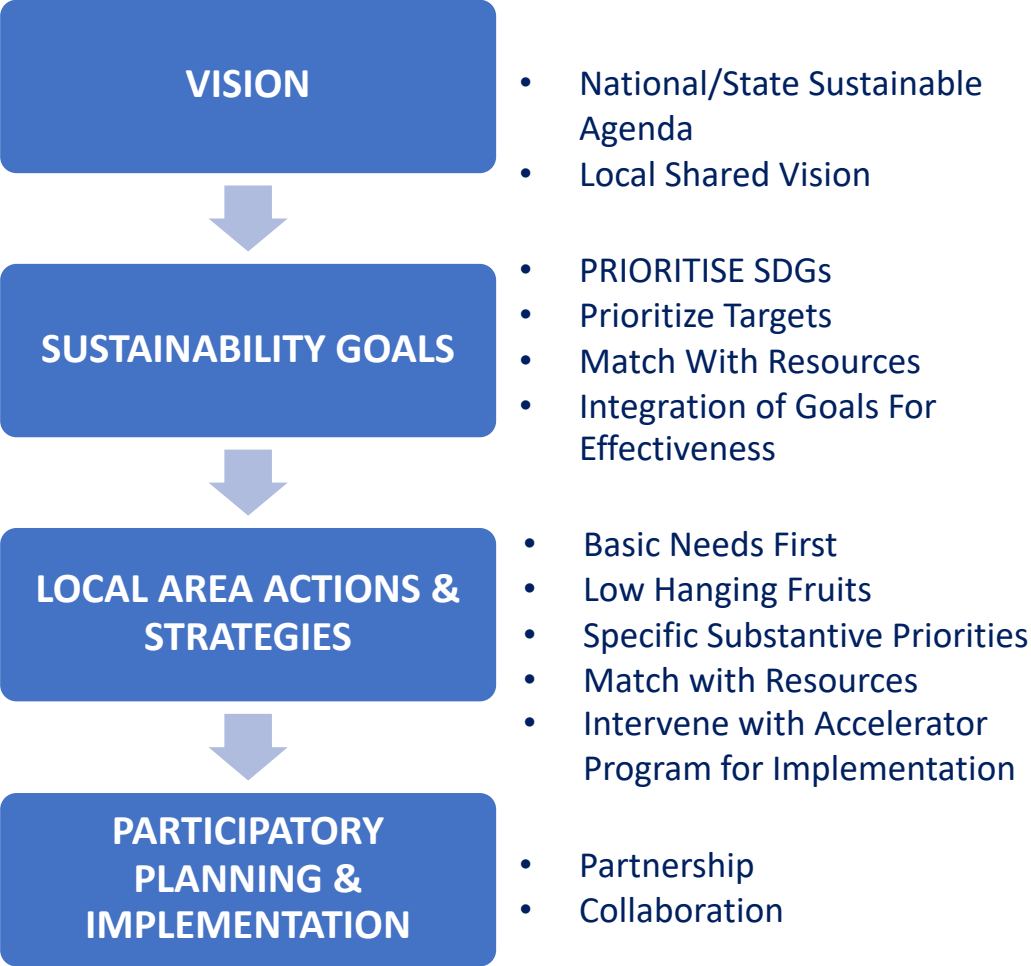 VISION
• National/State Sustainable
Agenda
• Local Shared Vision
SUSTAINABILITY GOALS
• PRIORITISE SDGs
• Prioritize Targets
• Match With Resources
• Integration of Goals For
Effectiveness
LOCAL AREA ACTIONS &
STRATEGIES
• Basic Needs First
• Low Hanging Fruits
• Specific Substantive Priorities
• Match with Resources
• Intervene with Accelerator
Program for Implementation
PARTICIPATORY
PLANNING &
IMPLEMENTATION
• Partnership
• Collaboration